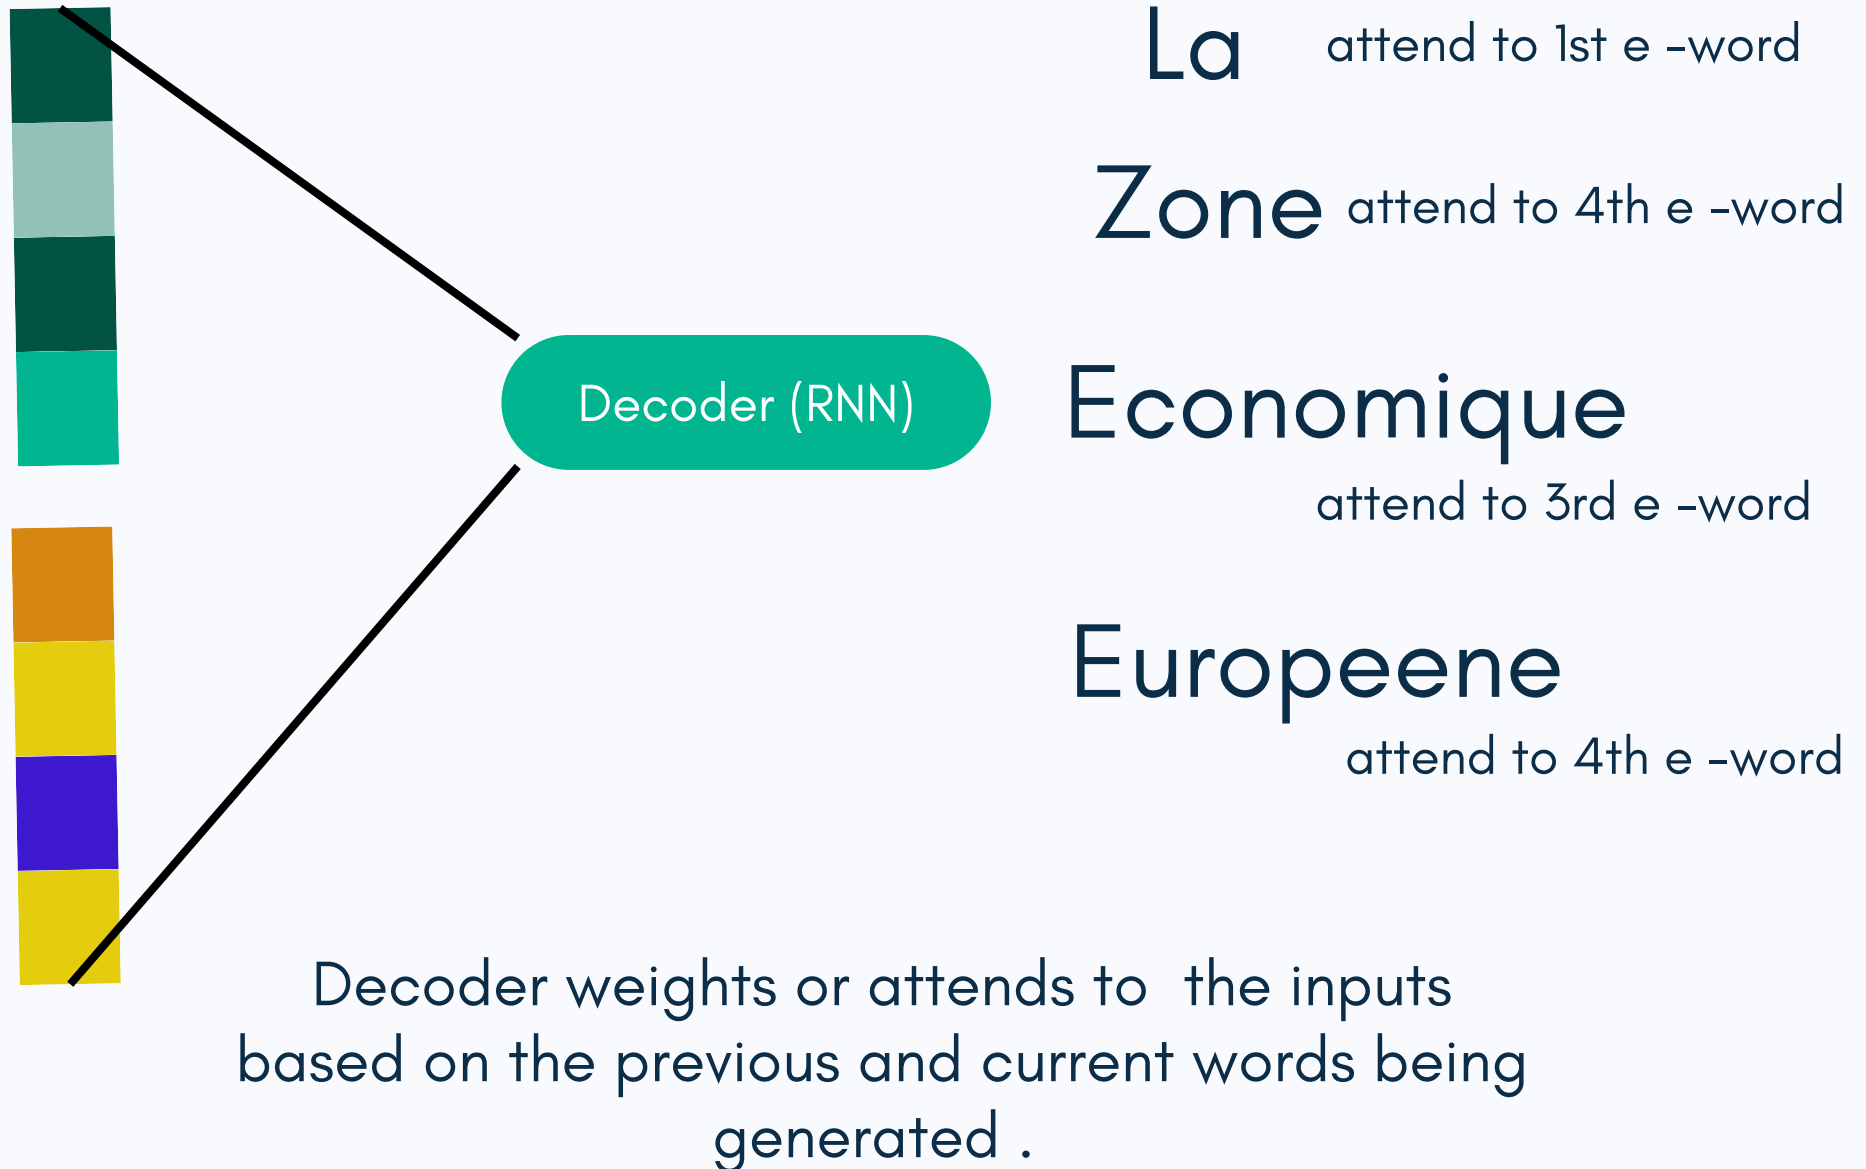 La attend to 1st e -word
Zone attend to 4th e -word
Decoder (RNN)
Economique
attend to 3rd e -word
Europeene
attend to 4th e -word
Decoder weights or attends to the inputs
based on the previous and current words being
generated .